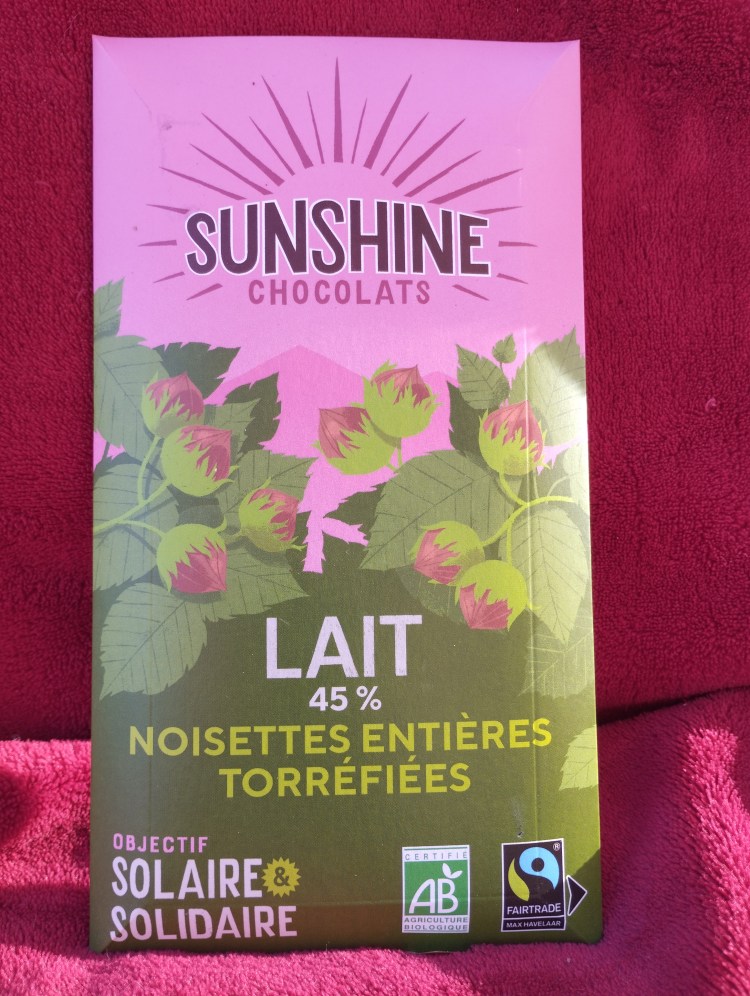 SUNSHINE
CHOCOLATS
LAIT
45 %
NOISETTES ENTIÈRES
TORRÉFIÉES
OBJECTIF
SOLAIRE &
SOLIDAIRE
CERTIFIÉ
AB
AGRICULTURE
BIOLOGIQUE
®
FAIRTRADE
MAX HAVELAAR